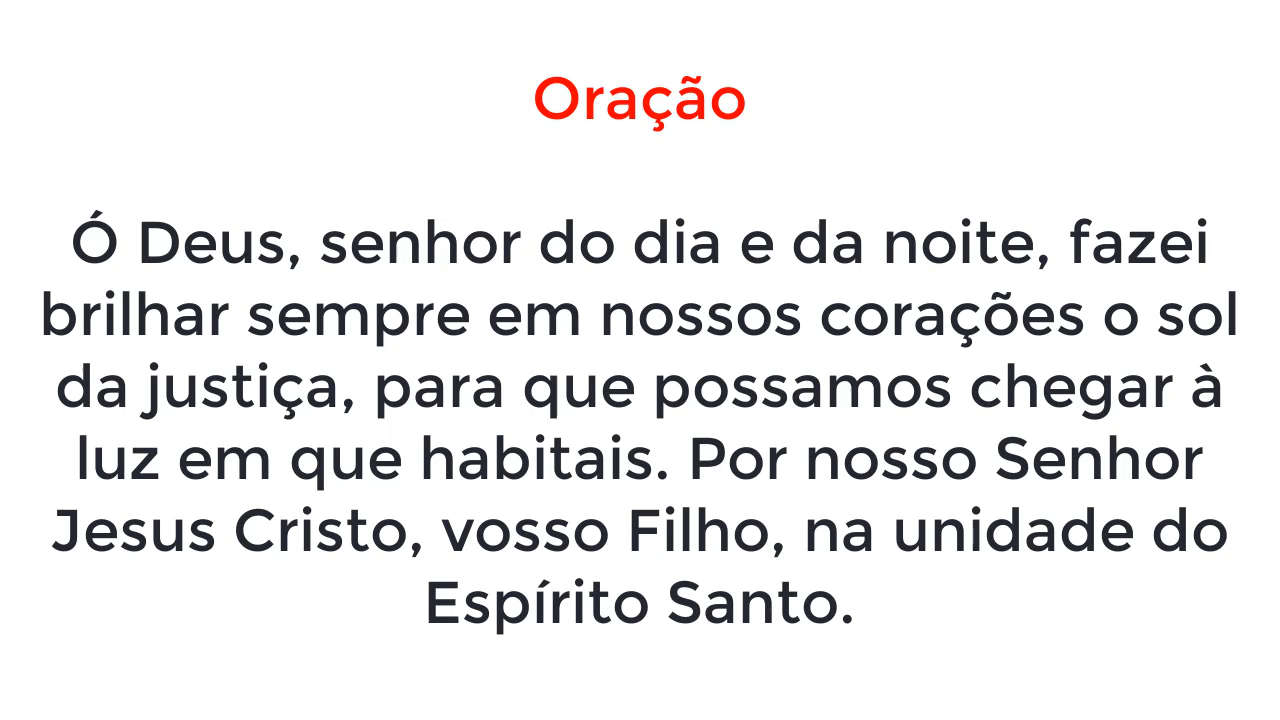 Oração
Ó Deus, senhor do dia e da noite, fazei
brilhar sempre em nossos corações o sol
da justiça, para que possamos chegar à
luz em que habitais. Por nosso Senhor
Jesus Cristo, vosso Filho, na unidade do
Espírito Santo.